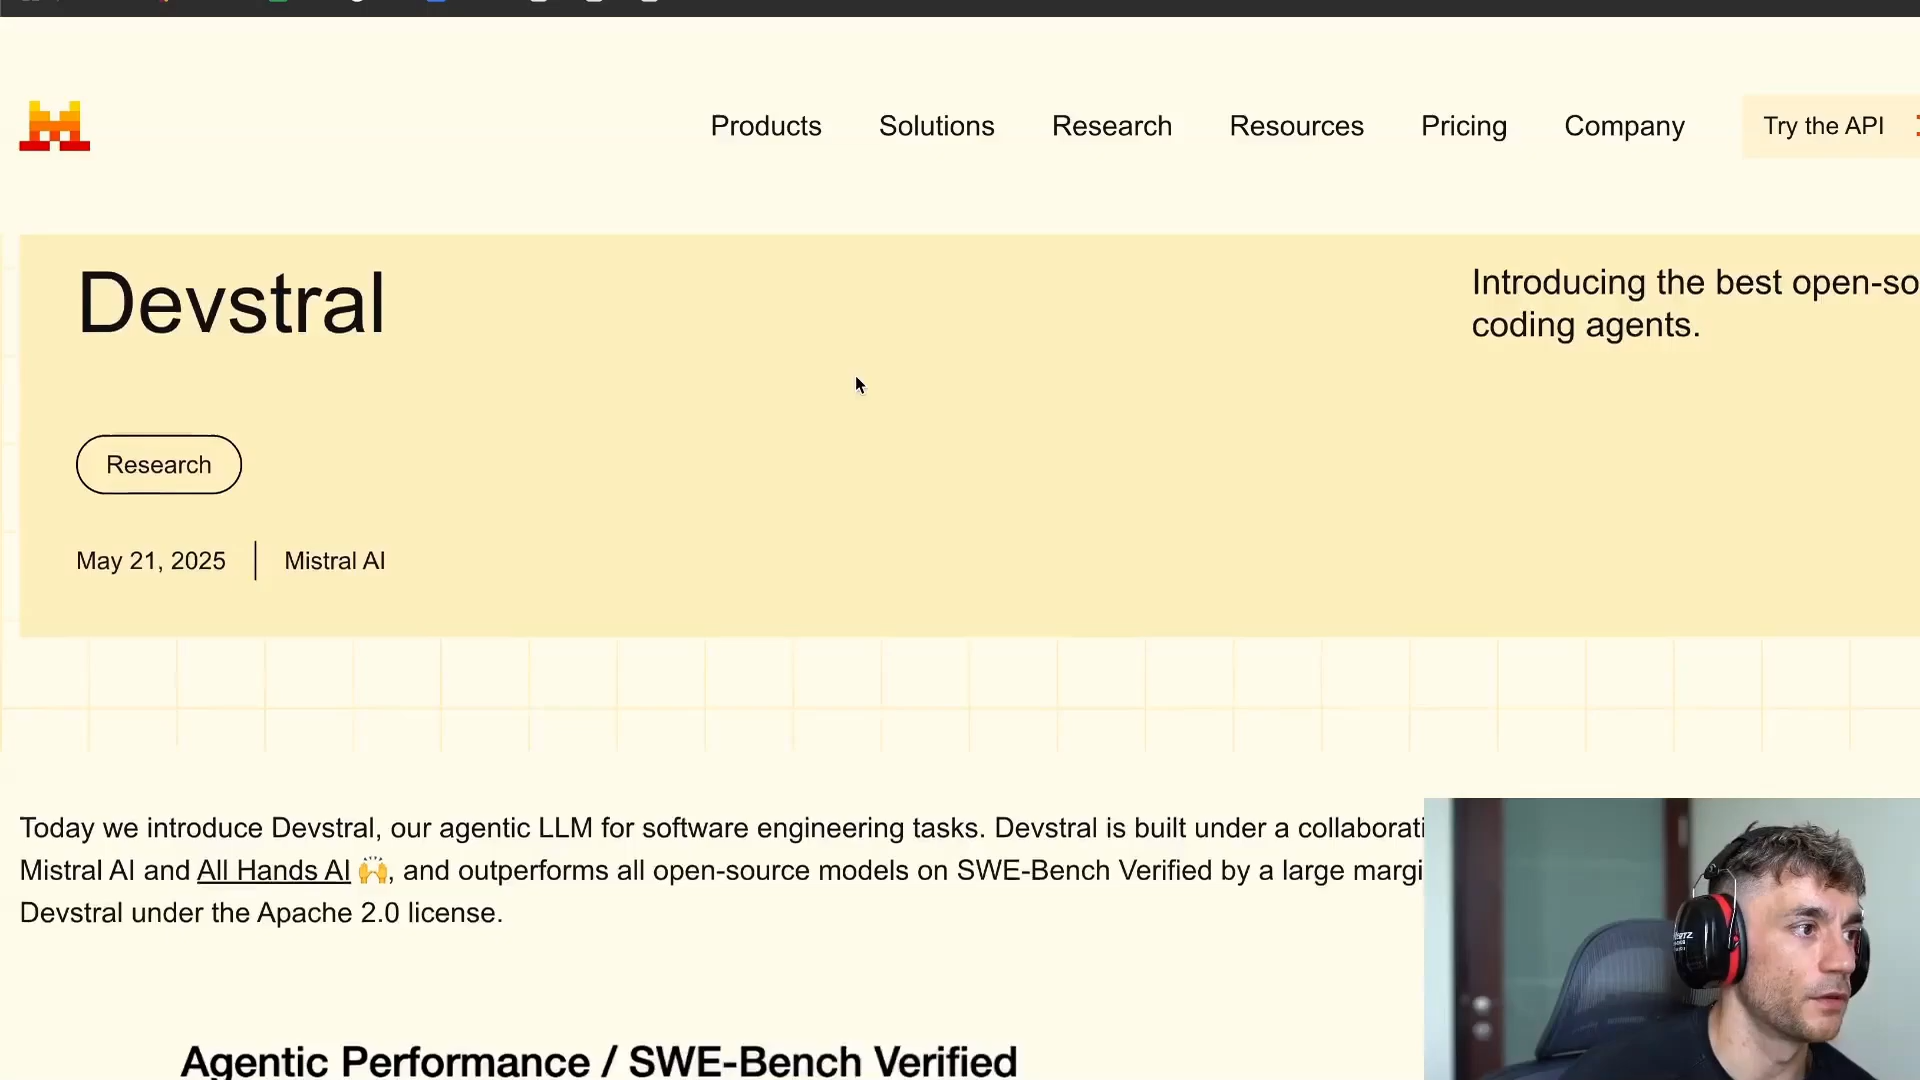 Products Solutions Research Resources Pricing Company Try the API
Devstral
Introducing the best open-so
coding agents.
Research
May 21, 2025 | Mistral AI
Today we introduce Devstral, our agentic LLM for software engineering tasks. Devstral is built under a collaborati
Mistral AI and All Hands AI 🙌, and outperforms all open-source models on SWE-Bench Verified by a large margi
Devstral under the Apache 2.0 license.
Agentic Performance / SWE-Bench Verified